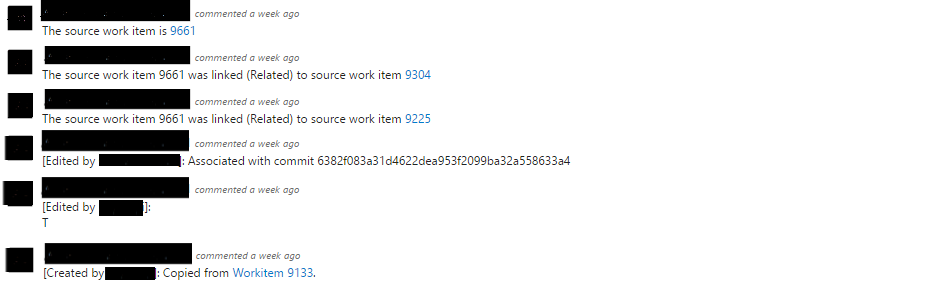 commented a week ago
The source work item is 9661
commented a week ago
The source work item 9661 was linked (Related) to source work item 9304
commented a week ago
The source work item 9661 was linked (Related) to source work item 9225
commented a week ago
[Edited by ]: Associated with commit 6382f083a31d4622dea953f2099ba32a558633a4
commented a week ago
[Edited by ]:
T
commented a week ago
[Created by : Copied from Workitem 9133.